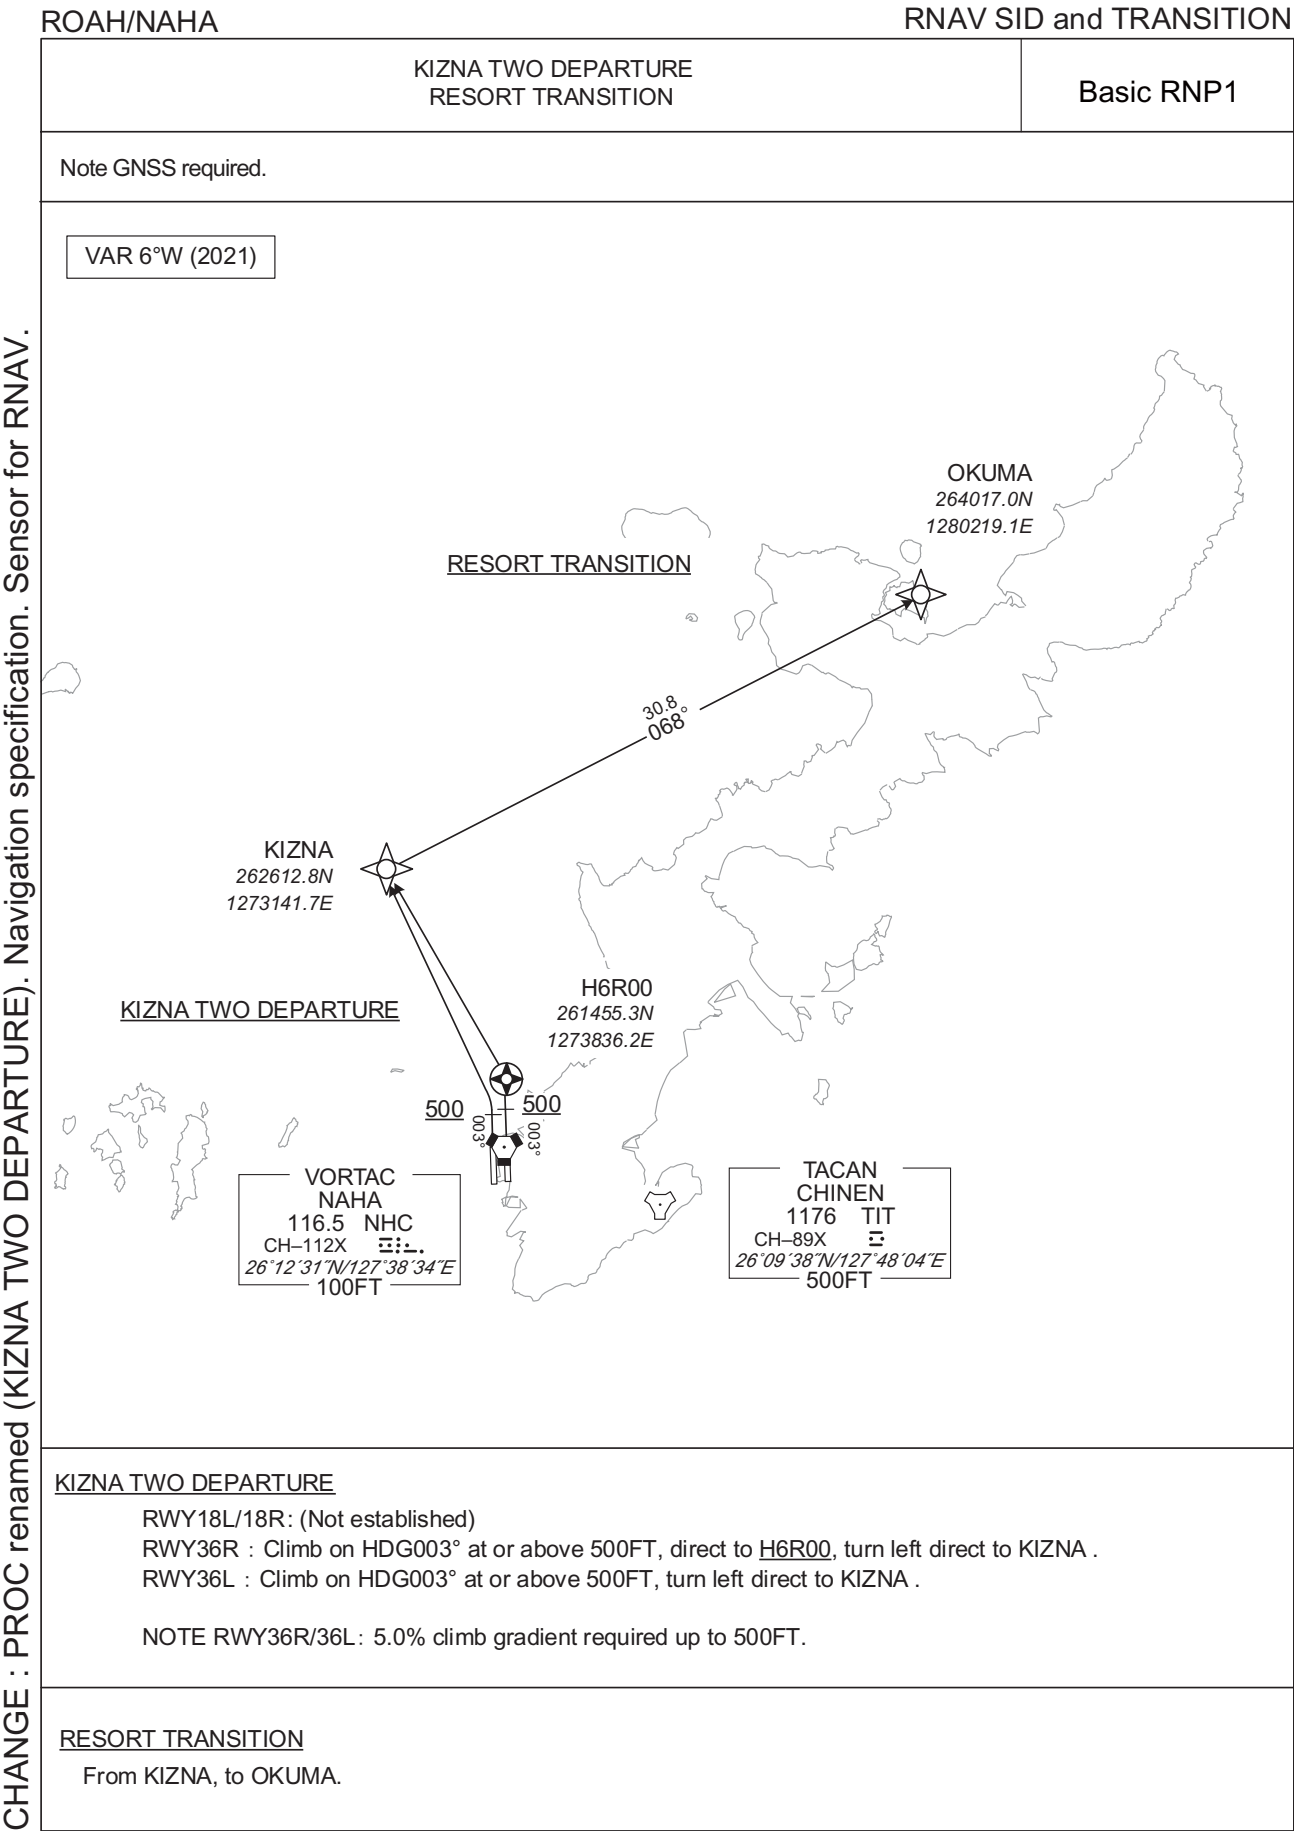 ROAH/NAHA
RNAV SID and TRANSITION
KIZNA TWO DEPARTURE
RESORT TRANSITION
Basic RNP1
Note GNSS required.
VAR 6°W (2021)
OKUMA
264017.0N
1280219.1E
RESORT TRANSITION
30.8
068°
KIZNA
262612.8N
1273141.7E
H6R00
261455.3N
1273836.2E
KIZNA TWO DEPARTURE
500
500
003°
003°
VORTAC
NAHA
116.5 NHC
CH–112X
26°12´31˝N/127°38´34˝E
100FT
TACAN
CHINEN
1176 TIT
CH–89X
26°09´38˝N/127°48´04˝E
500FT
KIZNA TWO DEPARTURE
RWY18L/18R: (Not established)
RWY36R : Climb on HDG003° at or above 500FT, direct to H6R00, turn left direct to KIZNA .
RWY36L : Climb on HDG003° at or above 500FT, turn left direct to KIZNA .
NOTE RWY36R/36L: 5.0% climb gradient required up to 500FT.
RESORT TRANSITION
From KIZNA, to OKUMA.
CHANGE : PROC renamed (KIZNA TWO DEPARTURE). Navigation specification. Sensor for RNAV.